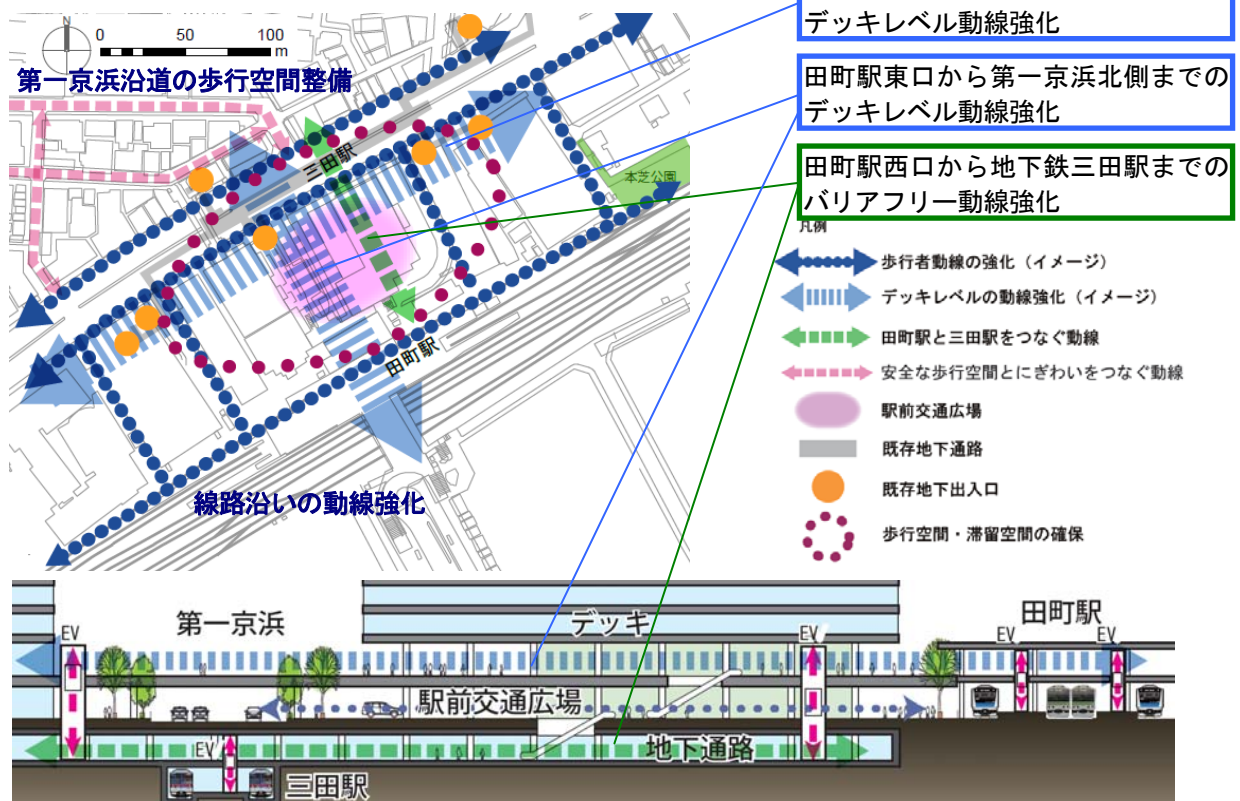 デッキレベル動線強化
田町駅東口から第一京浜北側までの
デッキレベル動線強化
田町駅西口から地下鉄三田駅までの
バリアフリー動線強化
N
0 50 100
m
第一京浜沿道の歩行空間整備
三田駅
本芝公園
田町駅
線路沿いの動線強化
凡例
歩行者動線の強化（イメージ）
デッキレベルの動線強化（イメージ）
田町駅と三田駅をつなぐ動線
安全な歩行空間とにぎわいをつなぐ動線
駅前交通広場
既存地下通路
既存地下出入口
歩行空間・滞留空間の確保
第一京浜
デッキ
田町駅
EV
EV
EV
EV
駅前交通広場
EV
地下通路
三田駅